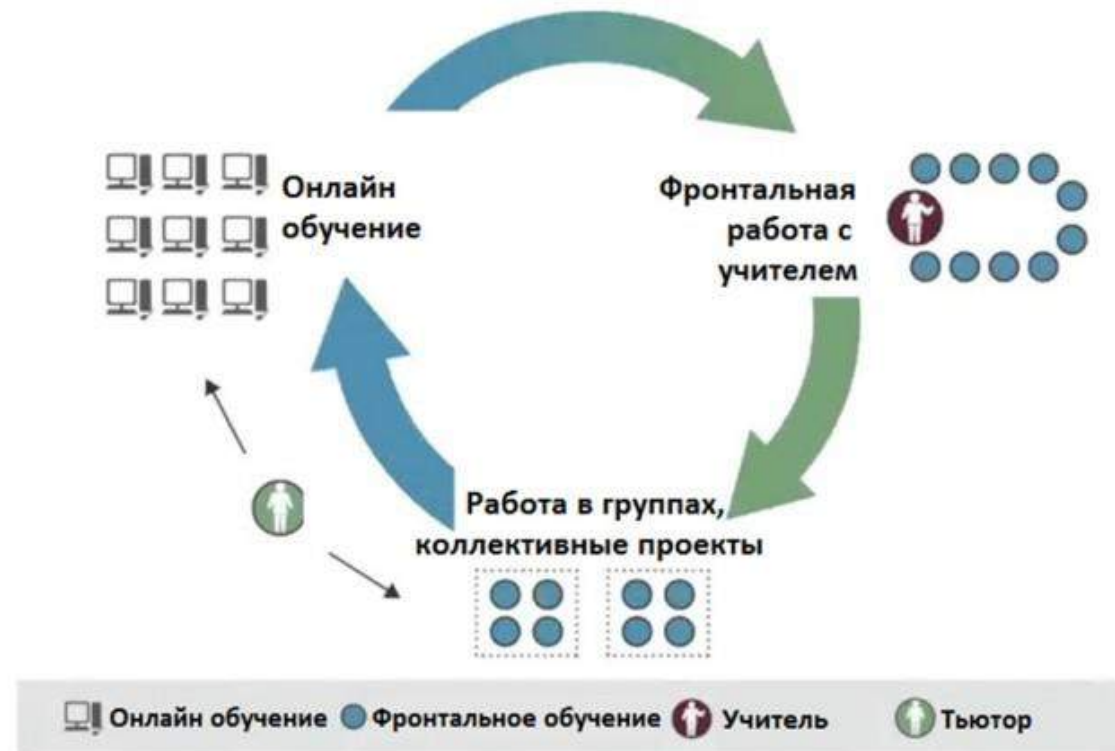 Онлайн
обучение
Фронтальная
работа с
учителем
Работа в группах,
коллективные проекты
Онлайн обучение Фронтальное обучение Учитель Тьютор